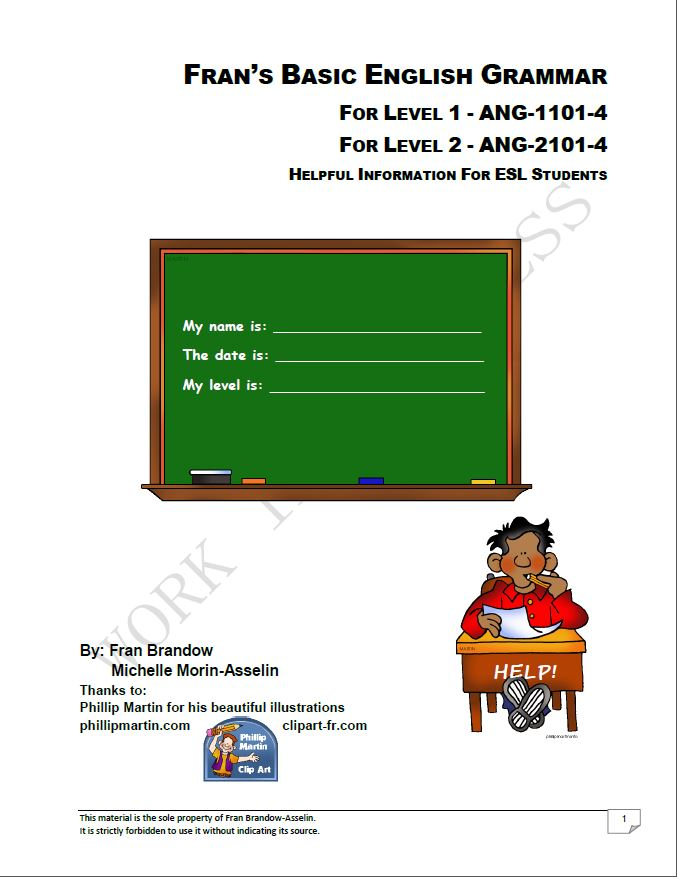 FRAN'S BASIC ENGLISH GRAMMAR
FOR LEVEL 1 - ANG-1101-4
FOR LEVEL 2 - ANG-2101-4
HELPFUL INFORMATION FOR ESL STUDENTS
MARTIN
My name is:
The date is:
My level is:
WORK
ESS
MARTIN
HELP!
By: Fran Brandow
Michelle Morin-Asselin
Thanks to:
Phillip Martin for his beautiful illustrations
phillipmartin.com clipart-fr.com
Phillip
Martin
Clip Art
This material is the sole property of Fran Brandow-Asselin.
It is strictly forbidden to use it without indicating its source.
1